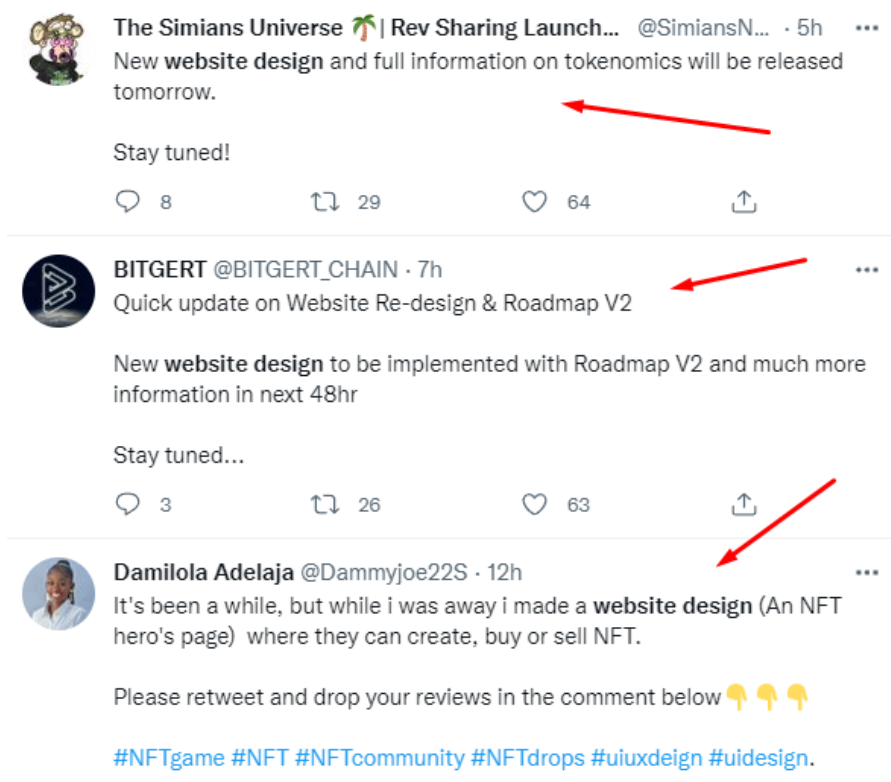 The Simians Universe 🌴| Rev Sharing Launch... @SimiansN... · 5h
New website design and full information on tokenomics will be released
tomorrow.
Stay tuned!
8 29 64
BITGERT @BITGERT_CHAIN · 7h
Quick update on Website Re-design & Roadmap V2
New website design to be implemented with Roadmap V2 and much more
information in next 48hr
Stay tuned...
3 26 63
Damilola Adelaja @Dammyjoe22S · 12h
It's been a while, but while i was away i made a website design (An NFT
hero's page) where they can create, buy or sell NFT.
Please retweet and drop your reviews in the comment below👇👇👇
#NFTgame #NFT #NFTcommunity #NFTdrops #uiuxdeign #uidesign.